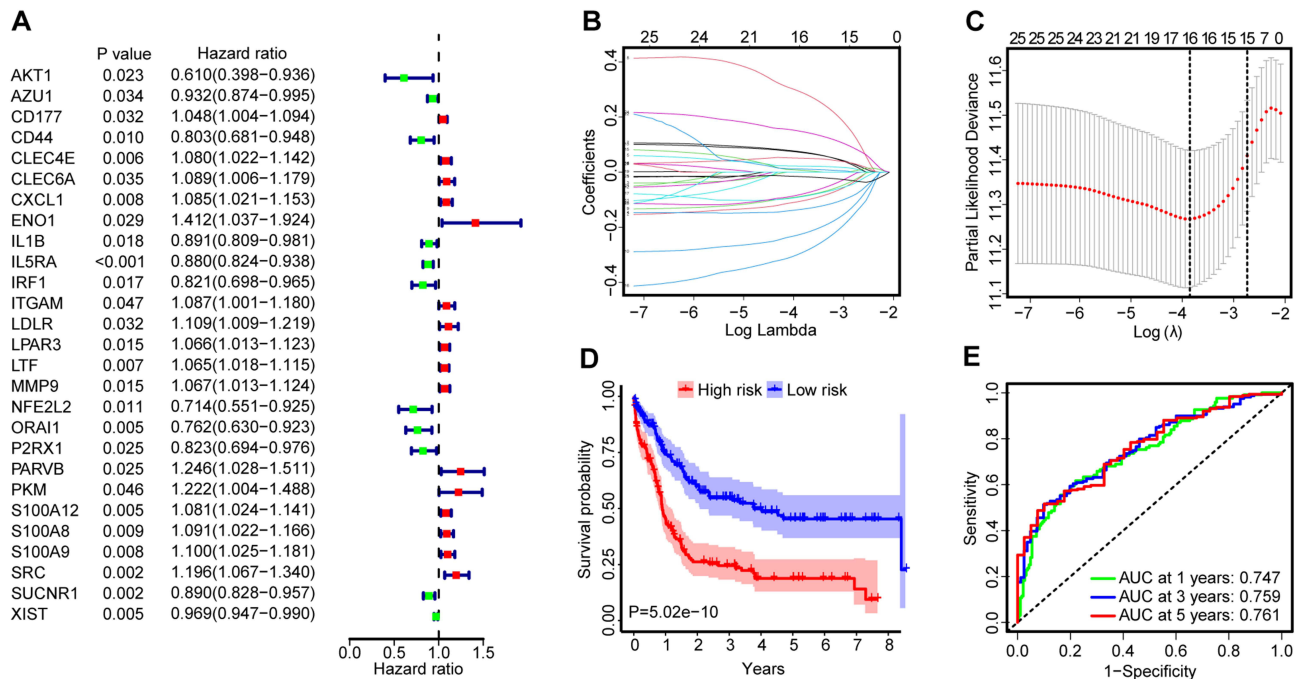 A
P value Hazard ratio
AKT1 0.023 0.610(0.398−0.936)
AZU1 0.034 0.932(0.874−0.995)
CD177 0.032 1.048(1.004−1.094)
CD44 0.010 0.803(0.681−0.948)
CLEC4E 0.006 1.080(1.022−1.142)
CLEC6A 0.035 1.089(1.006−1.179)
CXCL1 0.008 1.085(1.021−1.153)
ENO1 0.029 1.412(1.037−1.924)
IL1B 0.018 0.891(0.809−0.981)
IL5RA <0.001 0.880(0.824−0.938)
IRF1 0.017 0.821(0.698−0.965)
ITGAM 0.047 1.087(1.001−1.180)
LDLR 0.032 1.109(1.009−1.219)
LPAR3 0.015 1.066(1.013−1.123)
LTF 0.007 1.065(1.018−1.115)
MMP9 0.015 1.067(1.013−1.124)
NFE2L2 0.011 0.714(0.551−0.925)
ORAI1 0.005 0.762(0.630−0.923)
P2RX1 0.025 0.823(0.694−0.976)
PARVB 0.025 1.246(1.028−1.511)
PKM 0.046 1.222(1.004−1.488)
S100A12 0.005 1.081(1.024−1.141)
S100A8 0.009 1.091(1.022−1.166)
S100A9 0.008 1.100(1.025−1.181)
SRC 0.002 1.196(1.067−1.340)
SUCNR1 0.002 0.890(0.828−0.957)
XIST 0.005 0.969(0.947−0.990)
0.0 0.5 1.0 1.5
Hazard ratio
B
25 24 21 16 12 0
Coefficients
0.4
0.2
0.0
−0.2
−0.4
−7 −6 −5 −4 −3 −2
Log Lambda
C
25 25 25 24 23 21 21 19 17 16 16 15 15 7 0
Partial Likelihood Deviance
11.6
11.5
11.4
11.3
11.2
11.1
−7 −6 −5 −4 −3 −2
Log (λ)
D
High risk Low risk
Survival probability
1.00
0.75
0.50
0.25
0.00
P=5.02e−10
0 1 2 3 4 5 6 7 8
Years
E
Sensitivity
1.0
0.8
0.6
0.4
0.2
0.0
AUC at 1 years: 0.747
AUC at 3 years: 0.759
AUC at 5 years: 0.761
0.0 0.2 0.4 0.6 0.8 1.0
1−Specificity